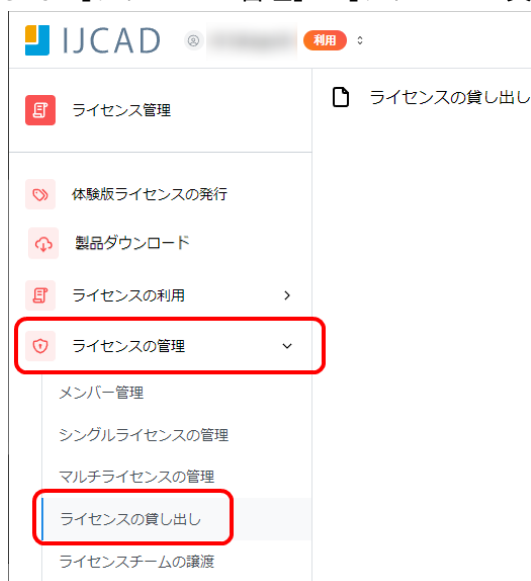 IJCAD 利用
ライセンス管理
ライセンスの貸し出し
体験版ライセンスの発行
製品ダウンロード
ライセンスの利用
ライセンスの管理
メンバー管理
シングルライセンスの管理
マルチライセンスの管理
ライセンスの貸し出し
ライセンスチームの譲渡